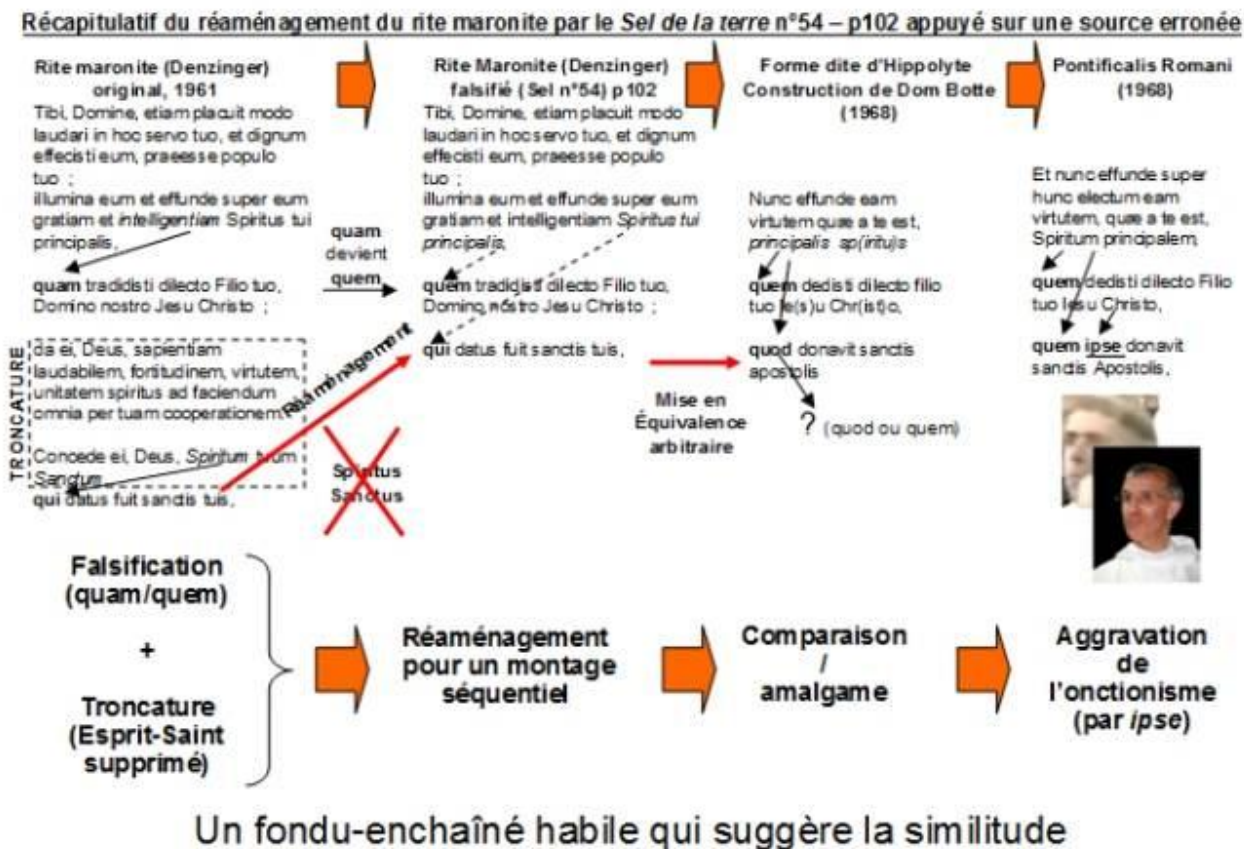 Récapitulatif du réaménagement du rite maronite par le Sel de la terre n°54 – p102 appuyé sur une source erronée
Rite maronite (Denzinger)
original, 1961
Tibi, Domine, etiam placuit modo
laudari in hoc servo tuo, et dignum
effecisti eum, praeesse populo
tuo ;
illumina eum et effunde super eum
gratiam et intelligentiam Spiritus tui
principalis,
quam tradidisti dilecto Filio tuo,
Domino nostro Jesu Christo ;
TRONCATURE
da ei, Deus, sapientiam
laudabilem, fortitudinem, virtutem,
unitatem spiritus ad faciendum
omnia per tuam cooperationem
Concede ei, Deus, Spiritum tuum
Sanctum
qui datus fuit sanctis tuis,
quam
devient
quem
Réaménagement
Spiritus
Sanctus
Rite Maronite (Denzinger)
falsifié (Sel n°54) p102
Tibi, Domine, etiam placuit modo
laudari in hoc servo tuo, et dignum
effecisti eum, praeesse populo
tuo ;
illumina eum et effunde super eum
gratiam et intelligentiam Spiritus tui
principalis,
quem tradidisti dilecto Filio tuo,
Domino nostro Jesu Christo ;
qui datus fuit sanctis tuis,
Mise en
Équivalence
arbitraire
Forme dite d'Hippolyte
Construction de Dom Botte
(1968)
Nunc effunde eam
virtutem quæ a te est,
principalis sp(iritu)s
quem dedisti dilecto filio
tuo Ie(s)u Chr(ist)o,
quod donavit sanctis
apostolis
? (quod ou quem)
Pontificalis Romani
(1968)
Et nunc effunde super
hunc electum eam
virtutem, quæ a te est,
Spiritum principalem,
quem dedisti dilecto Filio
tuo Iesu Christo,
quem ipse donavit
sanctis Apostolis,
Falsification
(quam/quem)
+
Troncature
(Esprit-Saint
supprimé)
Réaménagement
pour un montage
séquentiel
Comparaison
/
amalgame
Aggravation
de
l'onctionisme
(par ipse)
Un fondu-enchaîné habile qui suggère la similitude